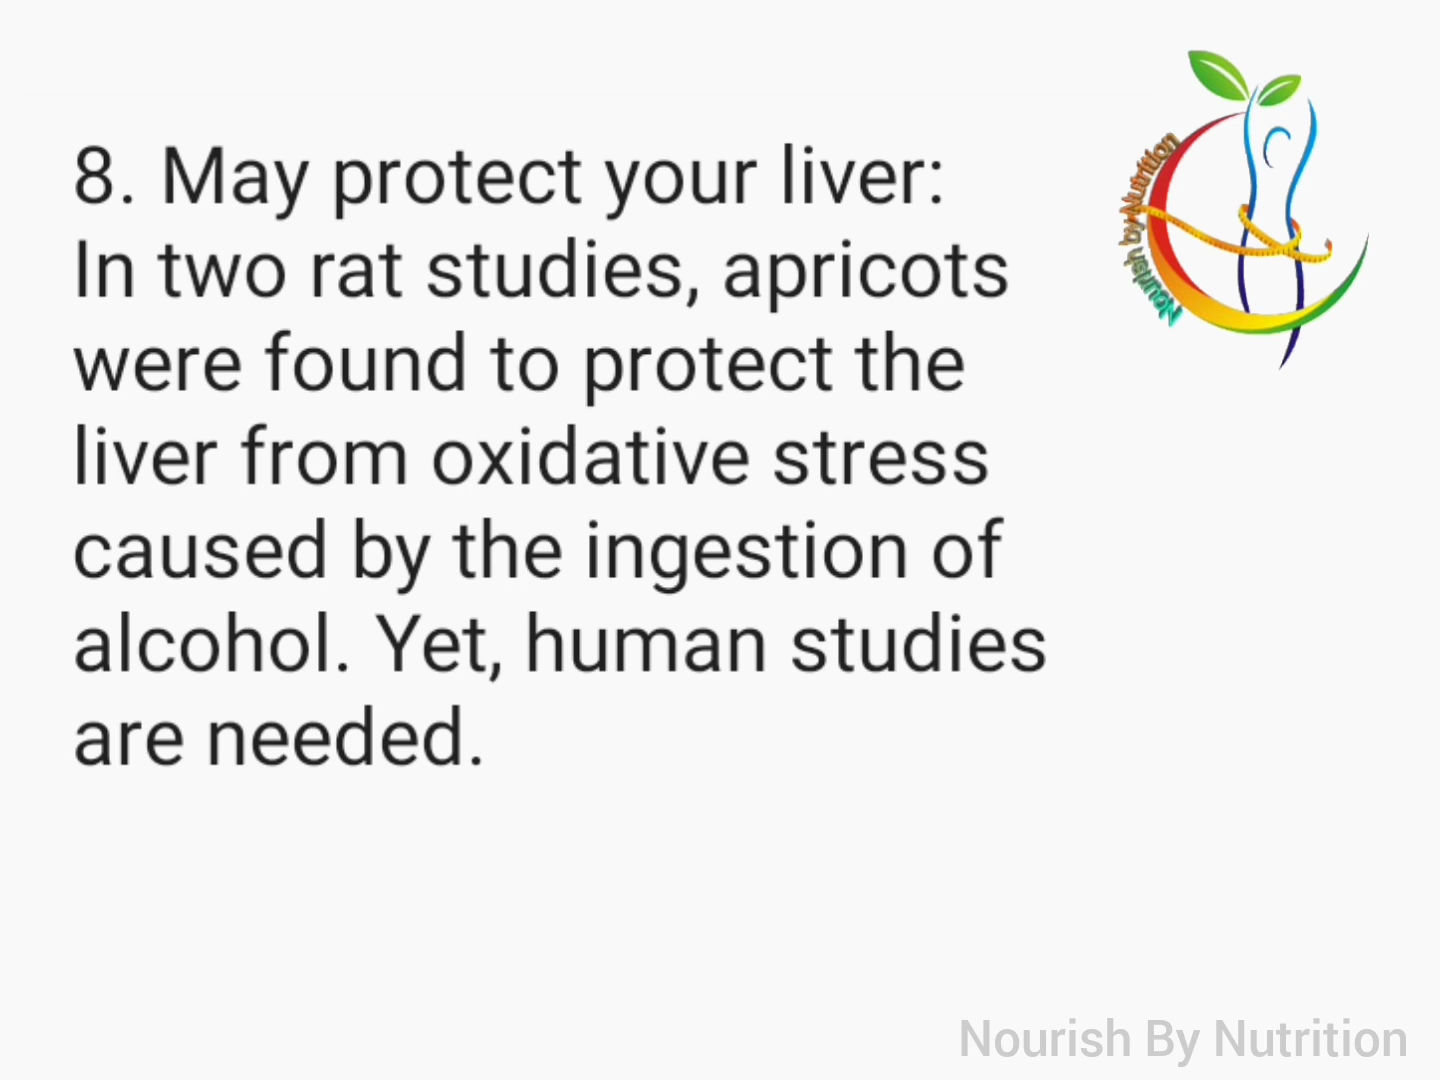 8. May protect your liver:
In two rat studies, apricots
were found to protect the
liver from oxidative stress
caused by the ingestion of
alcohol. Yet, human studies
are needed.
Nourish by Nutrition
Nourish By Nutrition